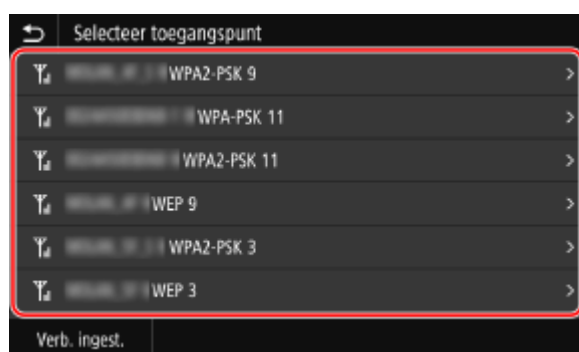 Selecteer toegangspunt
WPA2-PSK 9
WPA-PSK 11
WPA2-PSK 11
WEP 9
WPA2-PSK 3
WEP 3
Verb. ingest.